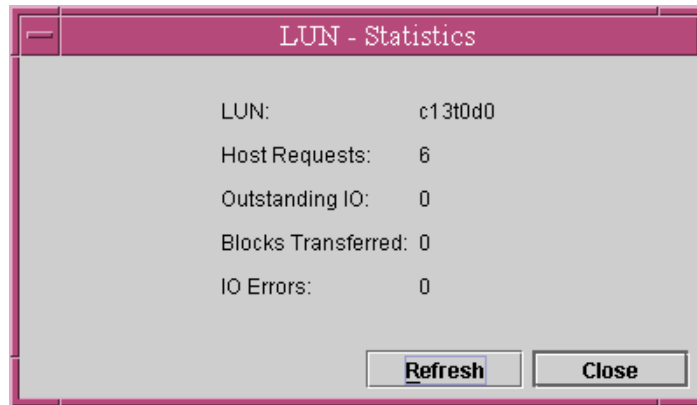 LUN - Statistics
LUN: c13t0d0
Host Requests: 6
Outstanding IO: 0
Blocks Transferred: 0
IO Errors: 0
Refresh Close